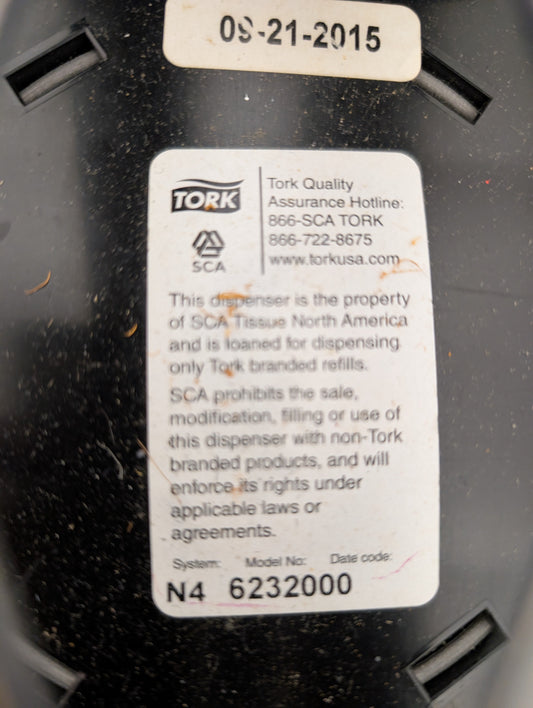 09-21-2015
TORK
SCA
Tork Quality
Assurance Hotline:
866-SCA TORK
866-722-8675
www.torkusa.com
This dispenser is the property
of SCA Tissue North America
and is loaned for dispensing
only Tork branded refills.
SCA prohibits the sale,
modification, filling or use of
this dispenser with non-Tork
branded products, and will
enforce its rights under
applicable laws or
agreements.
System: Model No: Date code:
N4 6232000